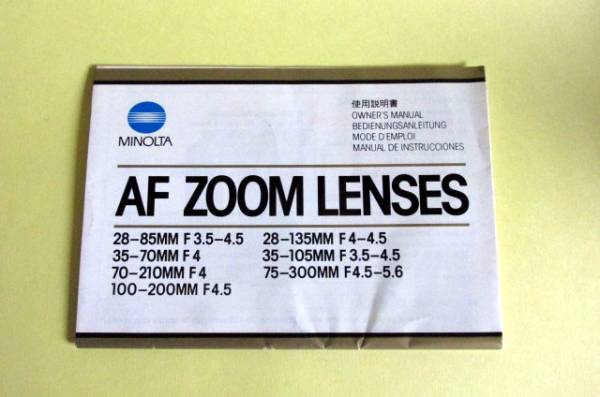 MINOLTA
使用説明書
OWNER'S MANUAL
BEDIENUNGSANLEITUNG
MODE D'EMPLOI
MANUAL DE INSTRUCCIONES
AF ZOOM LENSES
28-85MM F3.5-4.5
35-70MM F4
70-210MM F4
100-200MM F4.5
28-135MM F4-4.5
35-105MM F3.5-4.5
75-300MM F4.5-5.6